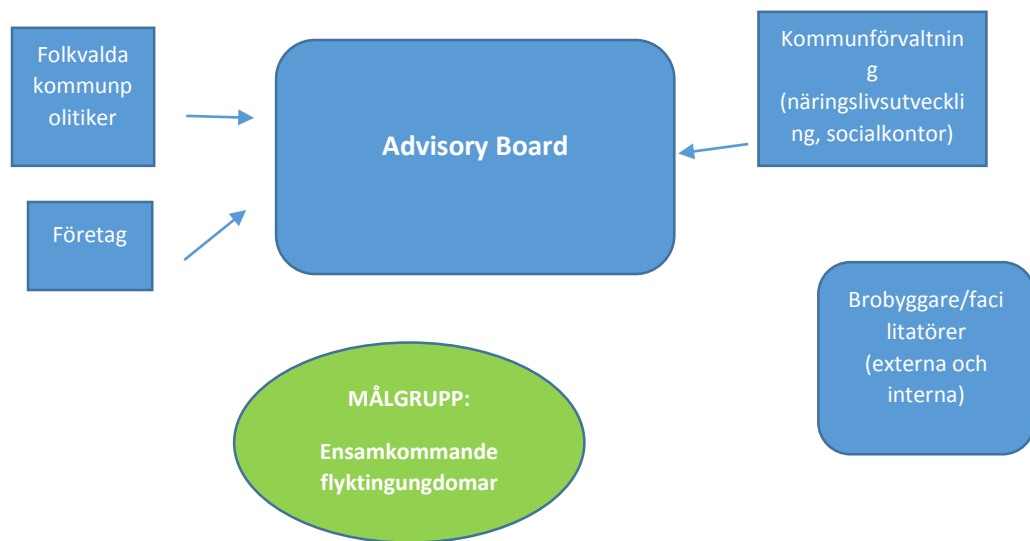 Folkvalda
kommunp
olitiker
Advisory Board
Kommunförvaltnin
g
(näringslivsutveckli
ng, socialkontor)
Företag
Brobyggare/faci
litatörer
(externa och
interna)
MÅLGRUPP:
Ensamkommande
flyktingungdomar